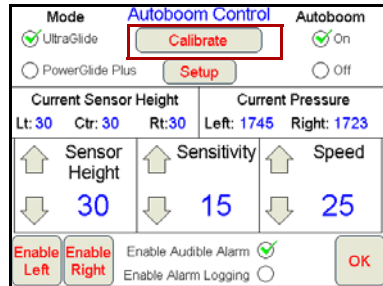 Mode Autoboom Control Autoboom
UltraGlide Calibrate On
PowerGlide Plus Setup Off
Current Sensor Height Current Pressure
Lt: 30 Ctr: 30 Rt:30 Left: 1745 Right: 1723
Sensor Height Sensitivity Speed
30 15 25
Enable Left Enable Right Enable Audible Alarm
Enable Alarm Logging OK